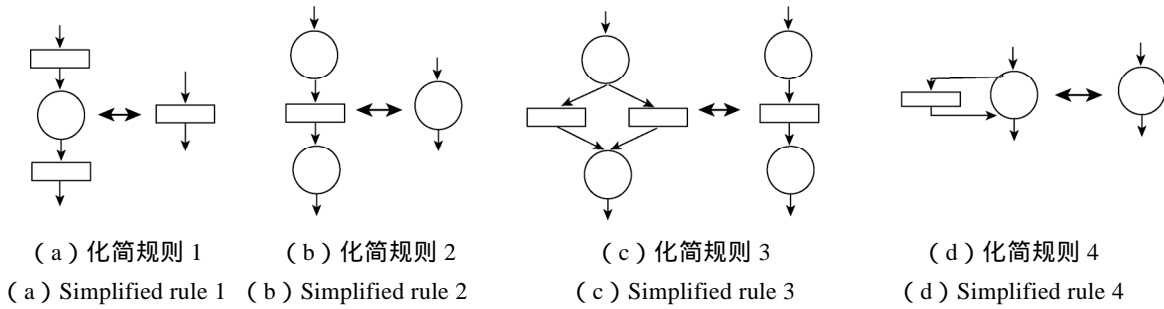 （a）化简规则 1 （b）化简规则 2 （c）化简规则 3 （d）化简规则 4
（a）Simplified rule 1 （b）Simplified rule 2 （c）Simplified rule 3 （d）Simplified rule 4